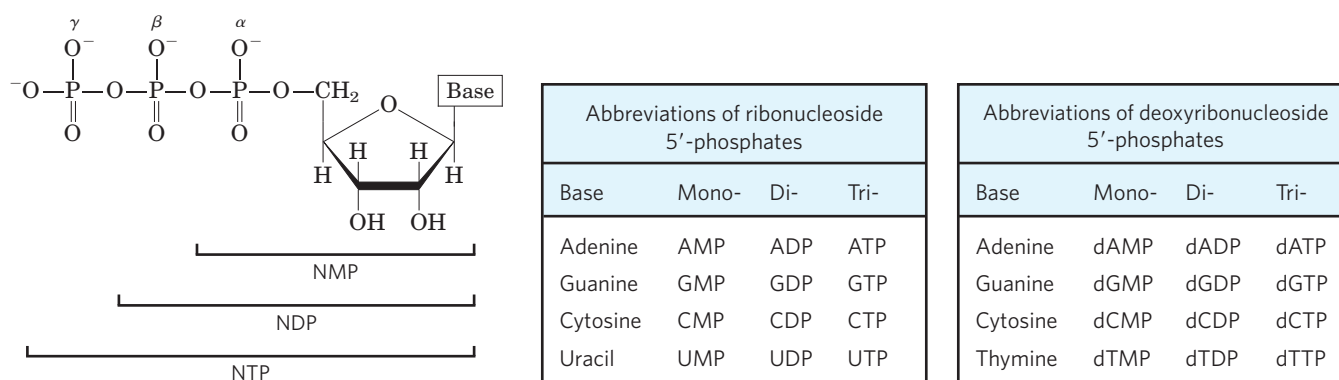 γ β α
O⁻ O⁻ O⁻
⁻O—P—O—P—O—P—O—CH₂ O Base
O O O
H H
H H
OH OH
NMP
NDP
NTP
Abbreviations of ribonucleoside
5′-phosphates
Base Mono- Di- Tri-
Adenine AMP ADP ATP
Guanine GMP GDP GTP
Cytosine CMP CDP CTP
Uracil UMP UDP UTP
Abbreviations of deoxyribonucleoside
5′-phosphates
Base Mono- Di- Tri-
Adenine dAMP dADP dATP
Guanine dGMP dGDP dGTP
Cytosine dCMP dCDP dCTP
Thymine dTMP dTDP dTTP